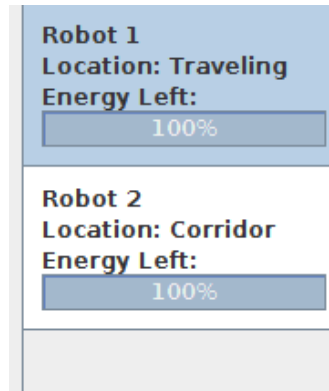 Robot 1
Location: Traveling
Energy Left:
100%
Robot 2
Location: Corridor
Energy Left:
100%